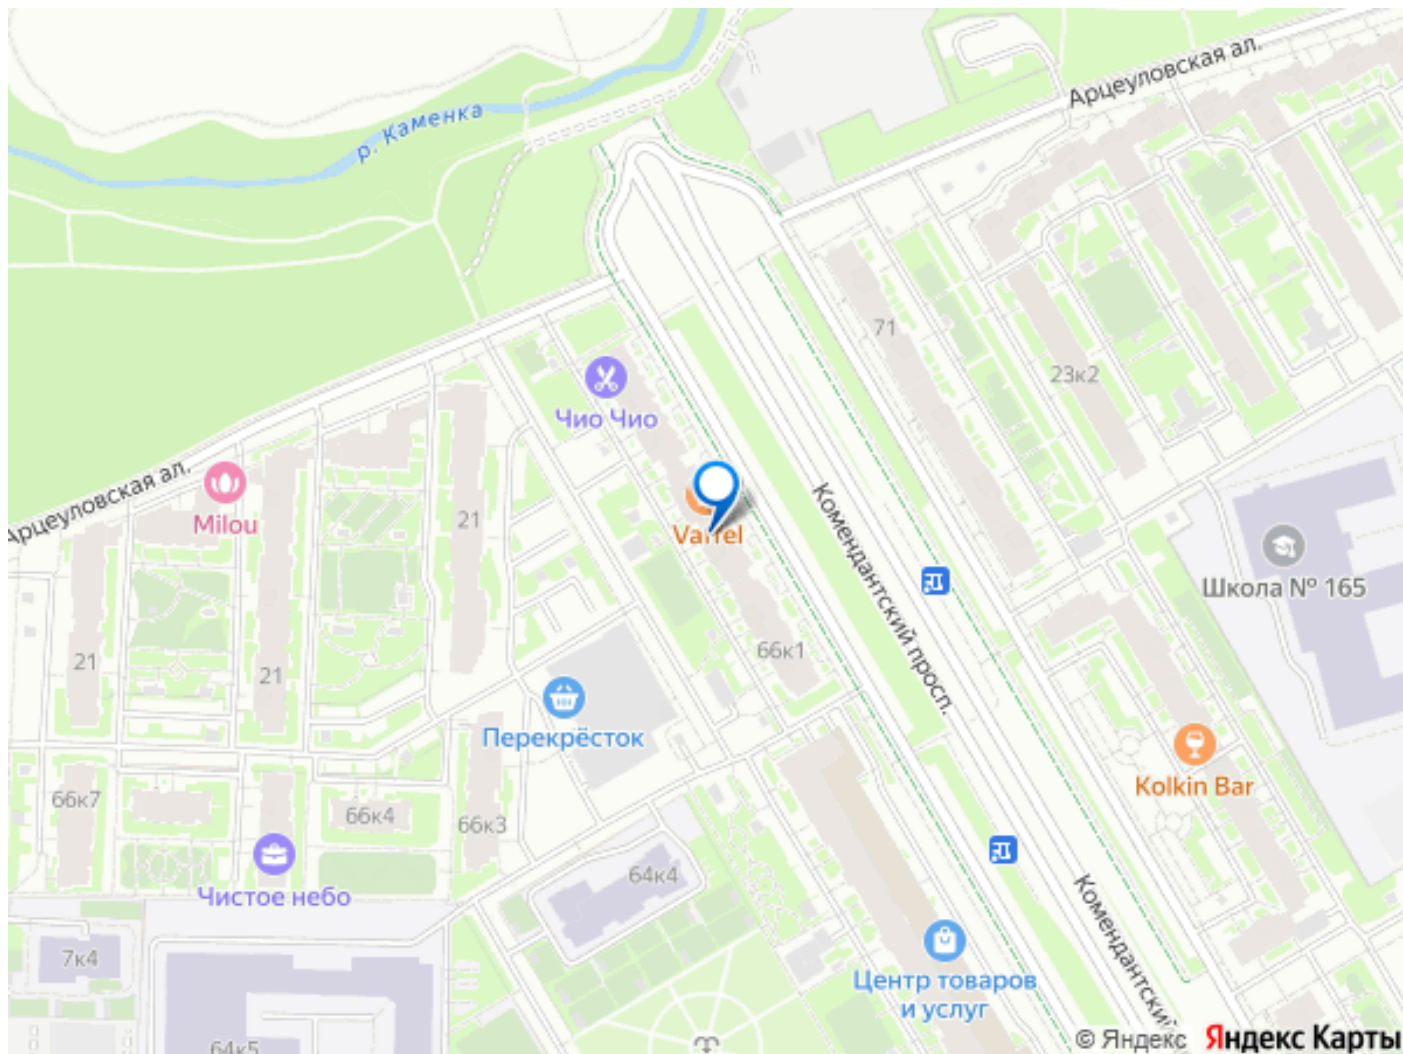 Арцеуловская ал.
р. Каменка
71
23к2
Чио Чио
Арцеуловская ал.
Milou
21
Комендантский просп.
Школа № 165
66к1
21
21
Перекрёсток
Kolkin Bar
66к7
66к4
66к3
Чистое небо
64к4
Комендантский
7к4
Центр товаров
и услуг
64к5
© Яндекс Яндекс Карты